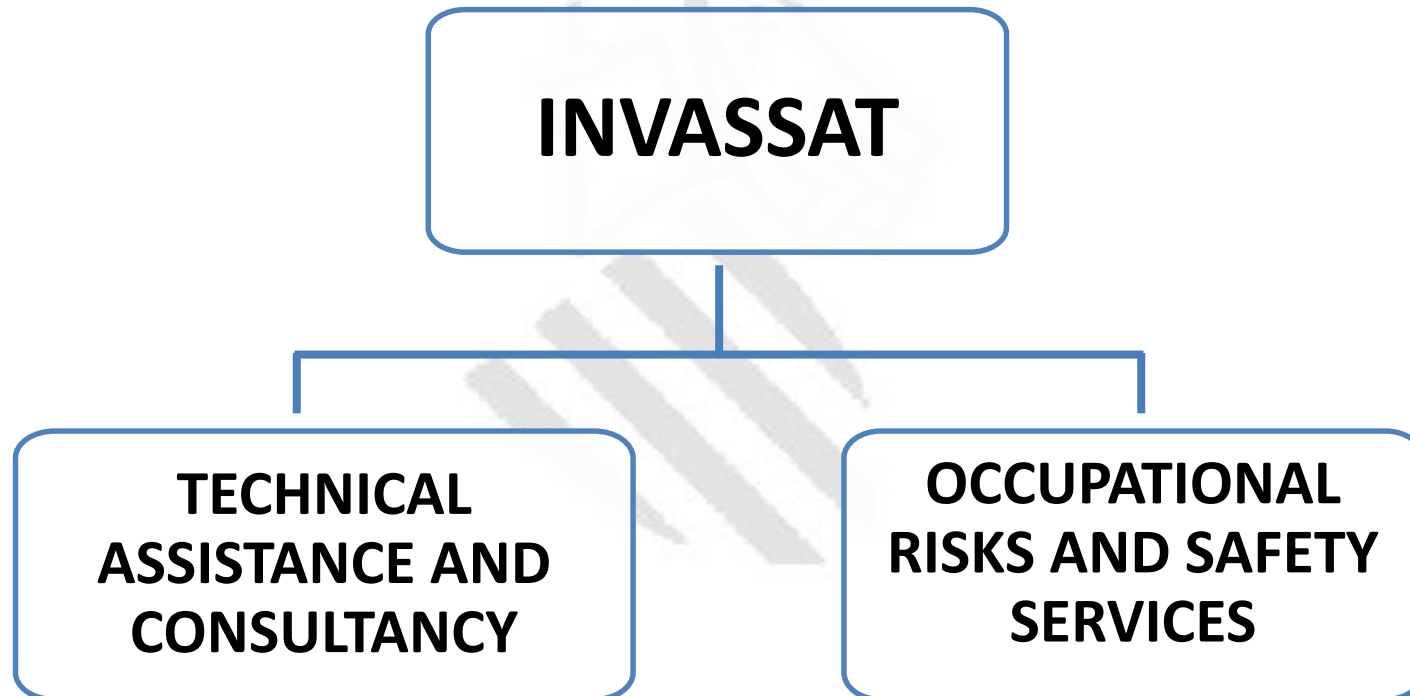 INVASSAT
TECHNICAL
ASSISTANCE AND
CONSULTANCY
OCCUPATIONAL
RISKS AND SAFETY
SERVICES